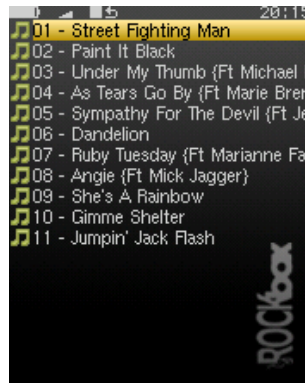 20:15
01 - Street Fighting Man
02 - Paint It Black
03 - Under My Thumb {Ft Michael
04 - As Tears Go By {Ft Marie Bren
05 - Sympathy For The Devil {Ft Je
06 - Dandelion
07 - Ruby Tuesday {Ft Marianne Fa
08 - Angie {Ft Mick Jagger}
09 - She's A Rainbow
10 - Gimme Shelter
11 - Jumpin' Jack Flash
ROCKbox